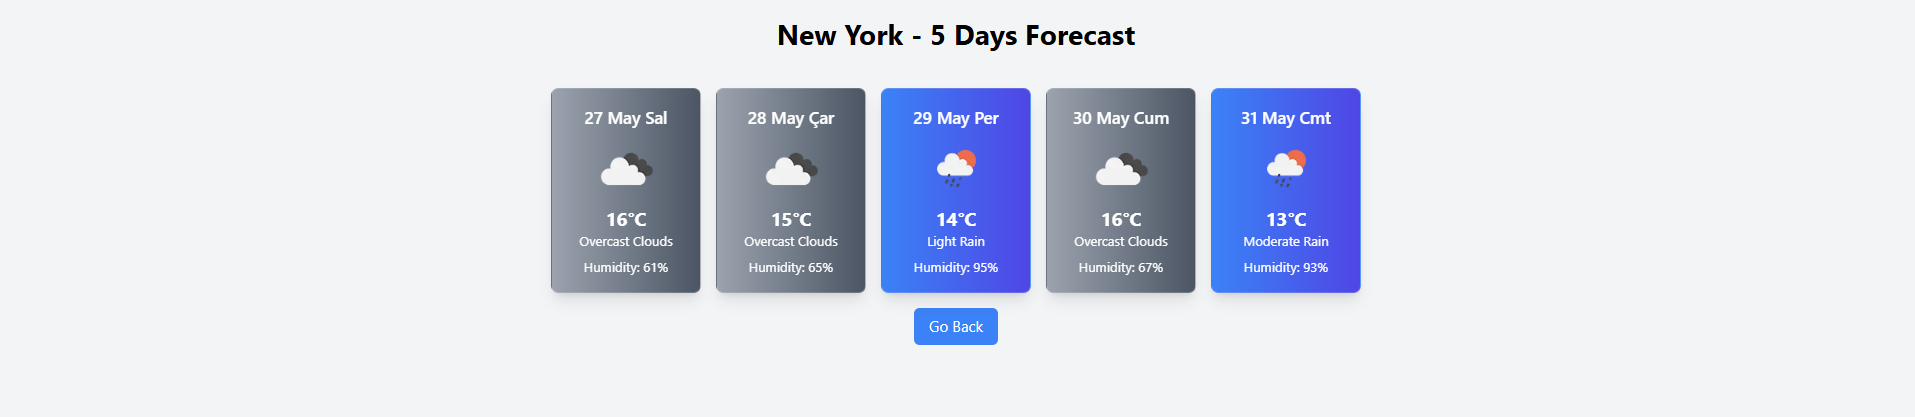 New York - 5 Days Forecast
27 May Sal
16°C
Overcast Clouds
Humidity: 61%
28 May Çar
15°C
Overcast Clouds
Humidity: 65%
29 May Per
14°C
Light Rain
Humidity: 95%
30 May Cum
16°C
Overcast Clouds
Humidity: 67%
31 May Cmt
13°C
Moderate Rain
Humidity: 93%
Go Back